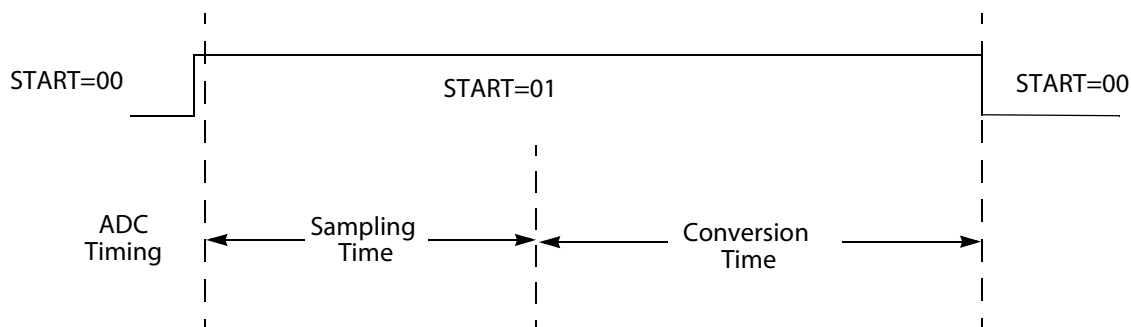 START=00
START=01
START=00
ADC
Timing
Sampling
Time
Conversion
Time